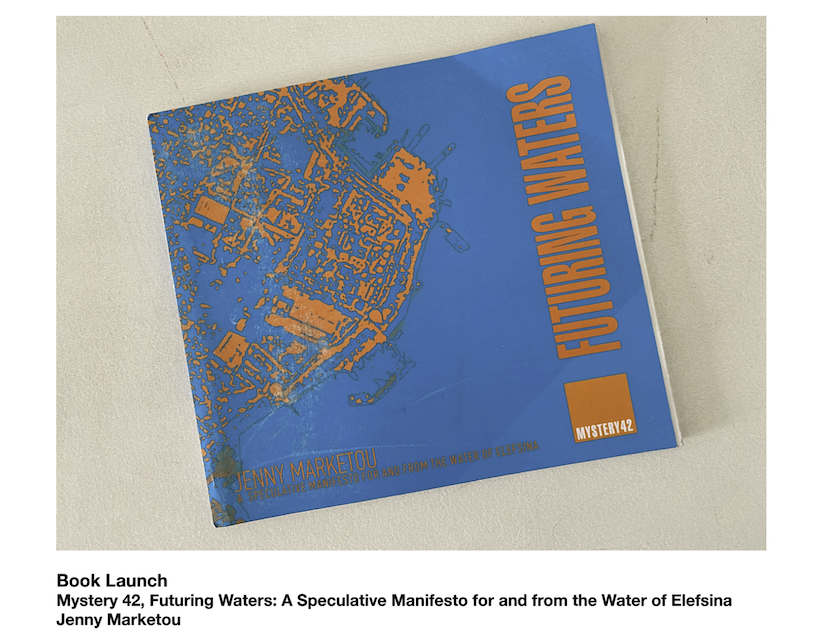 FUTURING WATERS
MYSTERY42
JENNY MARKETOU
A SPECULATIVE MANIFESTO FOR AND FROM THE WATER OF ELEFSINA
Book Launch
Mystery 42, Futuring Waters: A Speculative Manifesto for and from the Water of Elefsina
Jenny Marketou